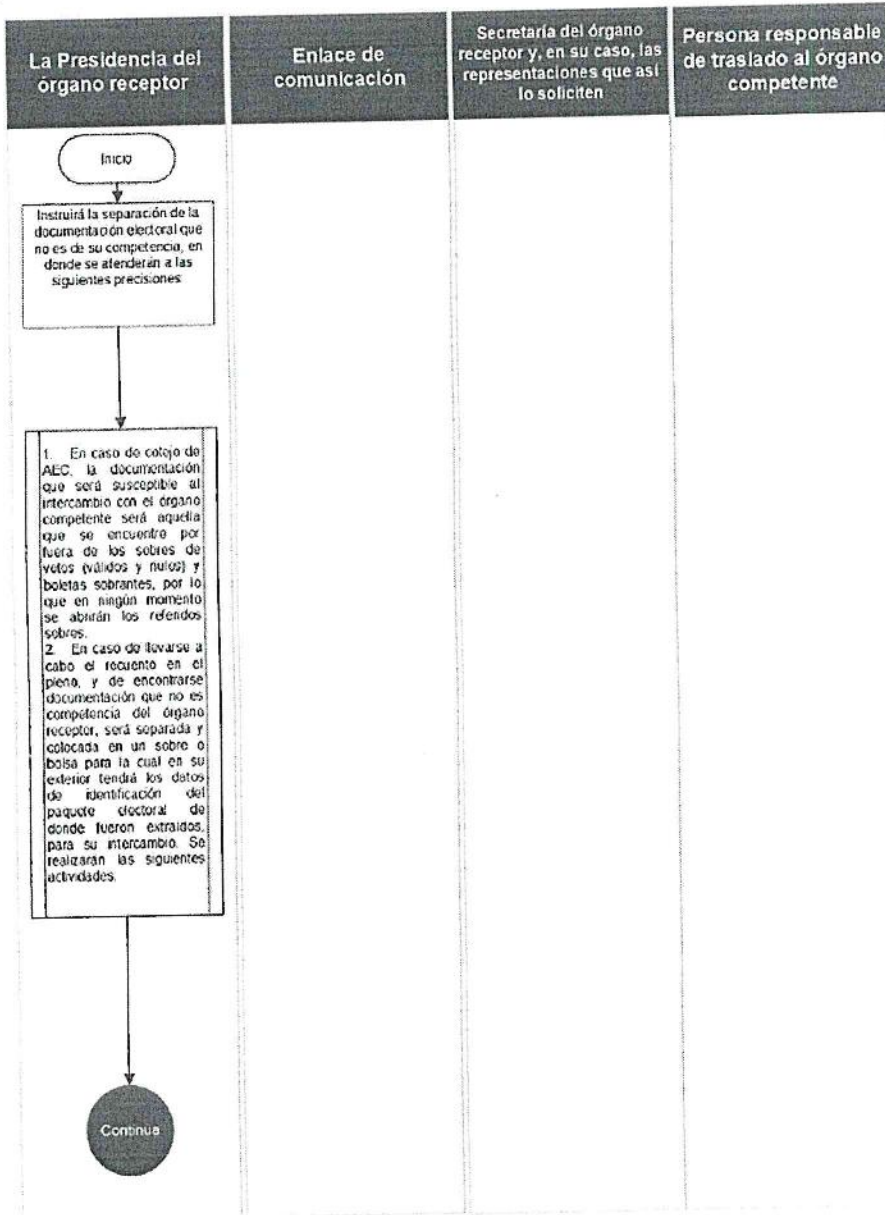 La Presidencia del
órgano receptor
Enlace de
comunicación
Secretaría del órgano
receptor y, en su caso, las
representaciones que así
lo soliciten
Persona responsable
de traslado al órgano
competente
Inicio
Instruirá la separación de la
documentación electoral que
no es de su competencia, en
donde se atenderán a las
siguientes precisiones
1. En caso de cotejo de
AEC, la documentación
que será susceptible al
intercambio con el órgano
competente será aquella
que se encuentre por
fuera de los sobres de
votos (válidos y nulos) y
boletas sobrantes, por lo
que en ningún momento
se abrirán los referidos
sobres.
2. En caso de llevarse a
cabo el recuento en el
pleno, y de encontrarse
documentación que no es
competencia del órgano
receptor, será separada y
colocada en un sobre o
bolsa para la cual en su
exterior tendrá los datos
de identificación del
paquete electoral de
donde fueron extraídos,
para su intercambio. Se
realizarán las siguientes
actividades.
Continua